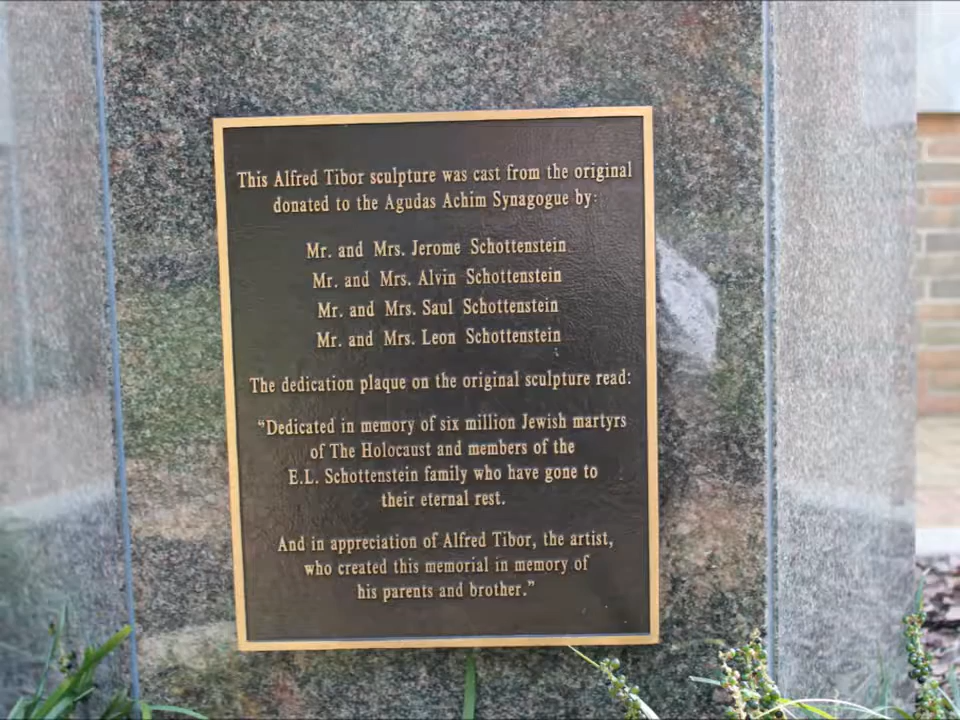 This Alfred Tibor sculpture was cast from the original
donated to the Agudas Achim Synagogue by:
Mr. and Mrs. Jerome Schottenstein
Mr. and Mrs. Alvin Schottenstein
Mr. and Mrs. Saul Schottenstein
Mr. and Mrs. Leon Schottenstein
The dedication plaque on the original sculpture read:
“Dedicated in memory of six million Jewish martyrs
of The Holocaust and members of the
E.L. Schottenstein family who have gone to
their eternal rest.
And in appreciation of Alfred Tibor, the artist,
who created this memorial in memory of
his parents and brother.”